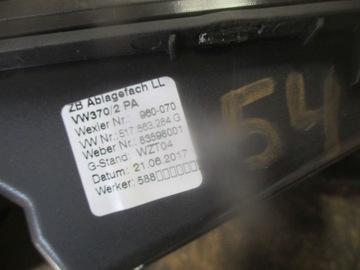 ZB Ablagefach LL
VW370/2 PA
Wexler Nr.: 960-070
VW Nr.: 517.863.284 G
Weber Nr.: 83598001
G-Stand: WZT04
Datum: 21.06.2017
Werker: 588□□□□□□
54